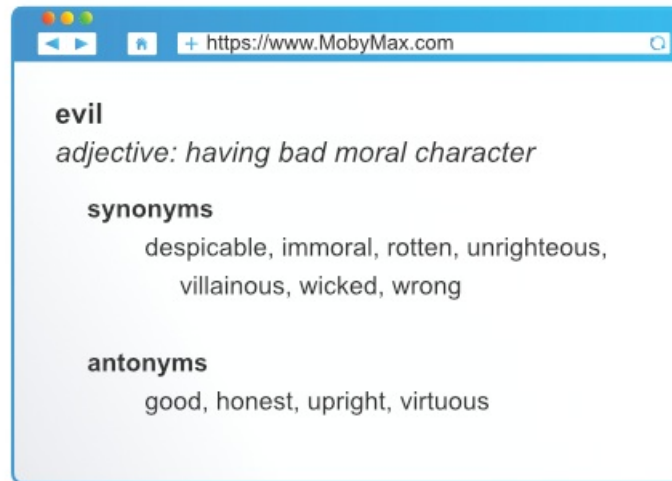 https://www.MobyMax.com
evil
adjective: having bad moral character
synonyms
despicable, immoral, rotten, unrighteous,
villainous, wicked, wrong
antonyms
good, honest, upright, virtuous